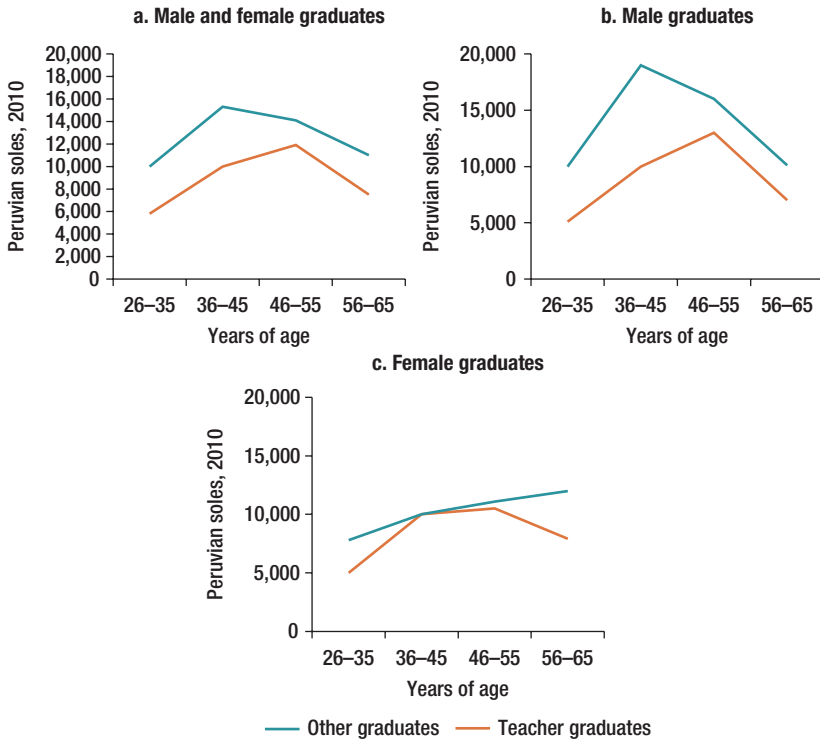 a. Male and female graduates
Peruvian soles, 2010
20,000
18,000
16,000
14,000
12,000
10,000
8,000
6,000
4,000
2,000
0
26–35 36–45 46–55 56–65
Years of age
b. Male graduates
Peruvian soles, 2010
20,000
15,000
10,000
5,000
0
26–35 36–45 46–55 56–65
Years of age
c. Female graduates
Peruvian soles, 2010
20,000
15,000
10,000
5,000
0
26–35 36–45 46–55 56–65
Years of age
Other graduates Teacher graduates